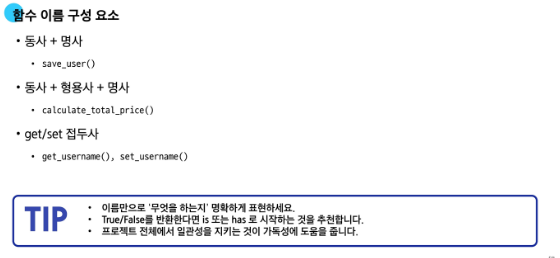 함수 이름 구성 요소
• 동사 + 명사
• save_user()
• 동사 + 형용사 + 명사
• calculate_total_price()
• get/set 접두사
• get_username(), set_username()
TIP
• 이름만으로 '무엇을 하는지' 명확하게 표현하세요.
• True/False를 반환한다면 is 또는 has 로 시작하는 것을 추천합니다.
• 프로젝트 전체에서 일관성을 지키는 것이 가독성에 도움을 줍니다.